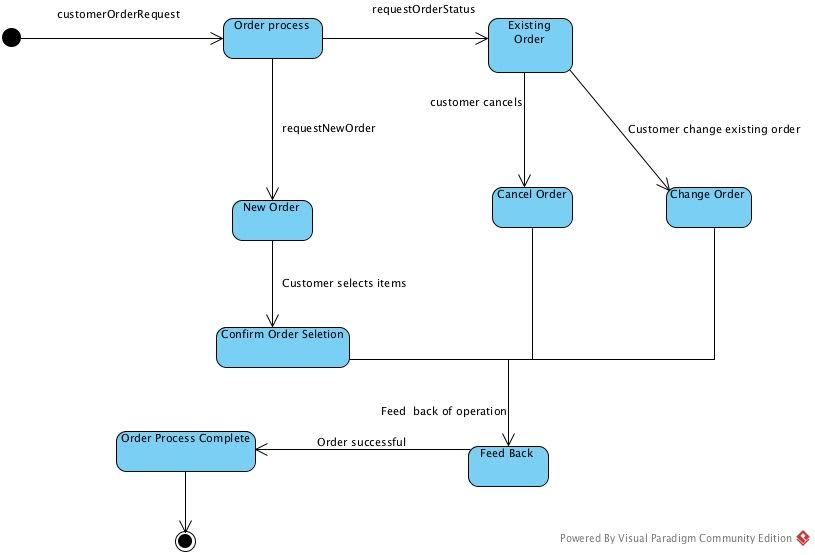 customerOrderRequest
requestOrderStatus
Order process
Existing
Order
customer cancels
requestNewOrder
Customer change existing order
New Order
Cancel Order
Change Order
Customer selects items
Confirm Order Seletion
Feed  back of operation
Order Process Complete
Order successful
Feed Back
Powered By Visual Paradigm Community Edition